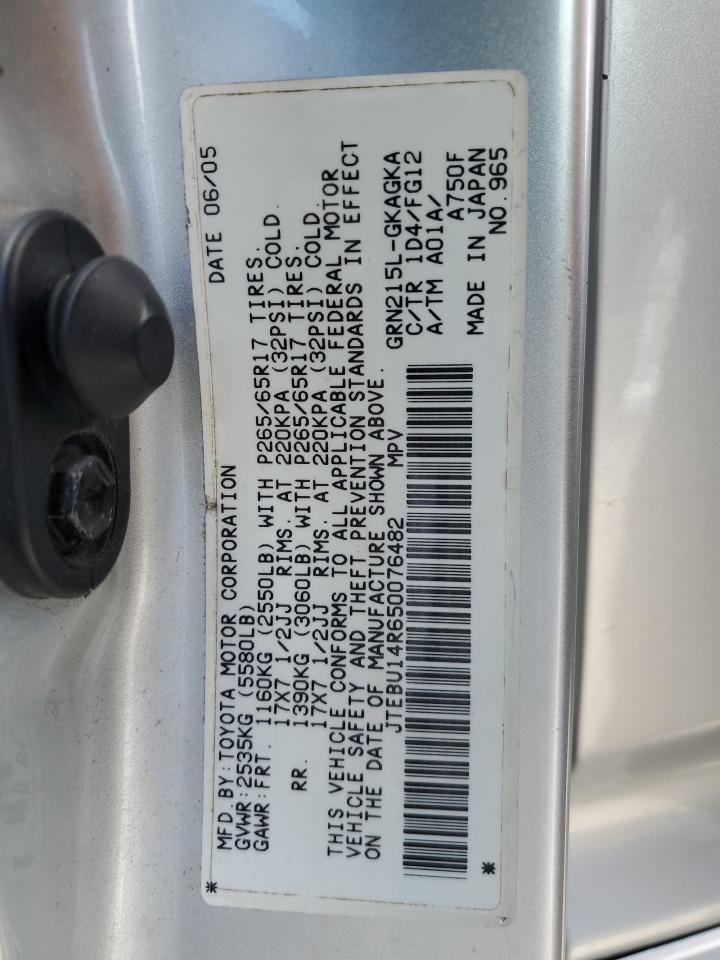 MFD. BY: TOYOTA MOTOR CORPORATION DATE 06/05
GVWR: 2535KG (5580LB)
GAWR: FRT. 1160KG (2550LB) WITH P265/65R17 TIRES.
17X7 1/2JJ RIMS. AT 220KPA (32PSI) COLD.
RR. 1390KG (3060LB) WITH P265/65R17 TIRES.
17X7 1/2JJ RIMS. AT 220KPA (32PSI) COLD.
THIS VEHICLE CONFORMS TO ALL APPLICABLE FEDERAL MOTOR
VEHICLE SAFETY AND THEFT PREVENTION STANDARDS IN EFFECT
ON THE DATE OF MANUFACTURE SHOWN ABOVE.
JTEBU14R650076482 MPV GRN215L-GKAGKA
C/TR 1D4/FG12
A/TM A01A/
A750F
MADE IN JAPAN
* * NO.965